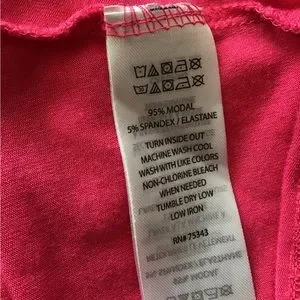 95% MODAL
5% SPANDEX / ELASTANE
TURN INSIDE OUT
MACHINE WASH COOL
WASH WITH LIKE COLORS
NON-CHLORINE BLEACH
WHEN NEEDED
TUMBLE DRY LOW
LOW IRON
RN# 75343